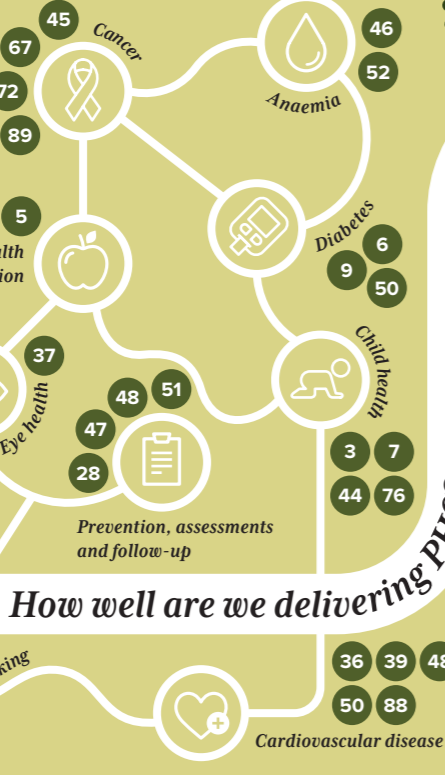 45
Cancer
67
72
89
46
52
Anaemia
5
Diabetes
6
9
50
37
Eye health
Child health
51
48
47
28
3 7
44 76
Prevention, assessments
and follow-up
How well are we delivering
36 39 48
50 88
Cardiovascular disease